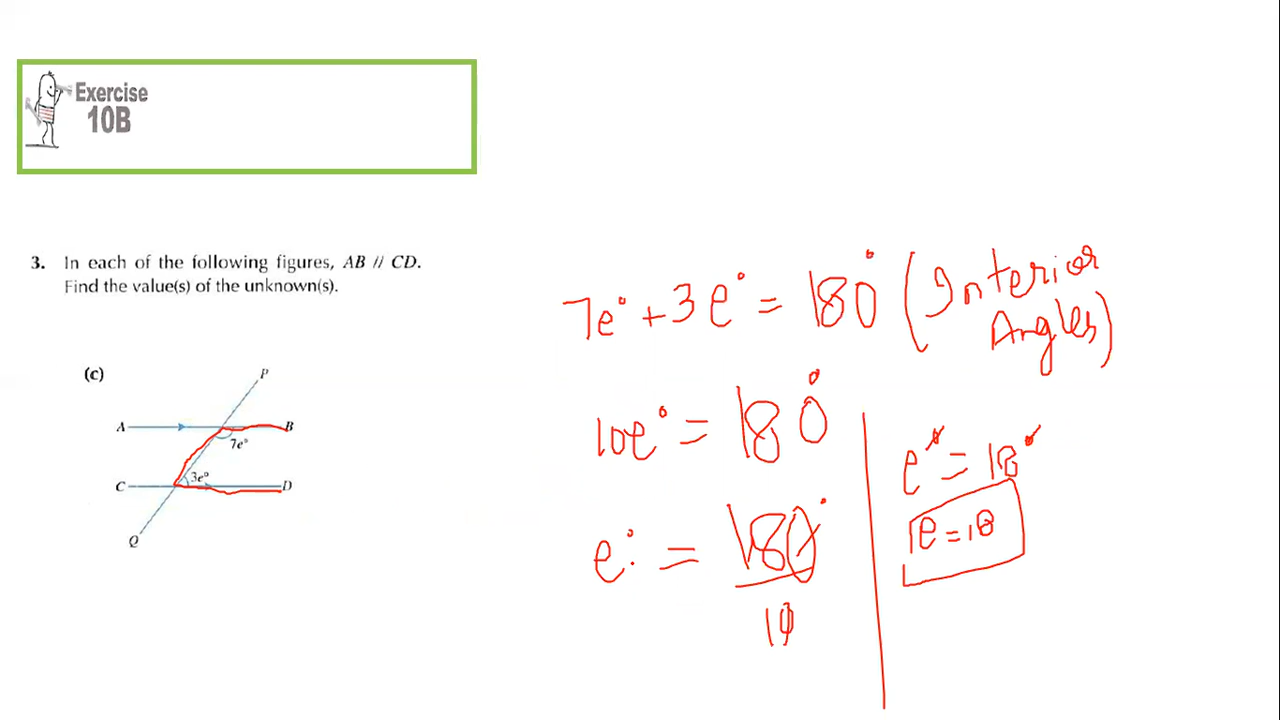 Exercise
10B
3. In each of the following figures, AB // CD.
Find the value(s) of the unknown(s).
(c)
P
A
B
7e°
3e°
C
D
Q
7e° + 3e° = 180° (Interior
Angles)
10e° = 180°
e° = 180°
10
e° = 18°
e = 18